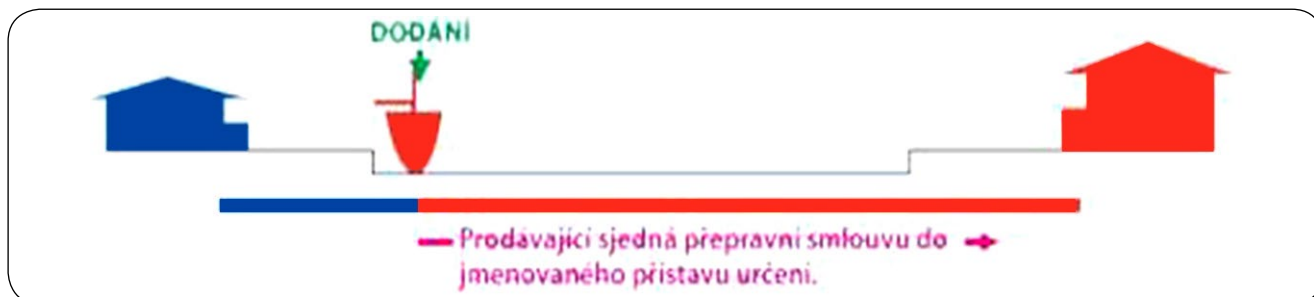 DODÁNÍ
Prodávající sjedná přepravní smlouvu do
jmenovaného přístavu určení.